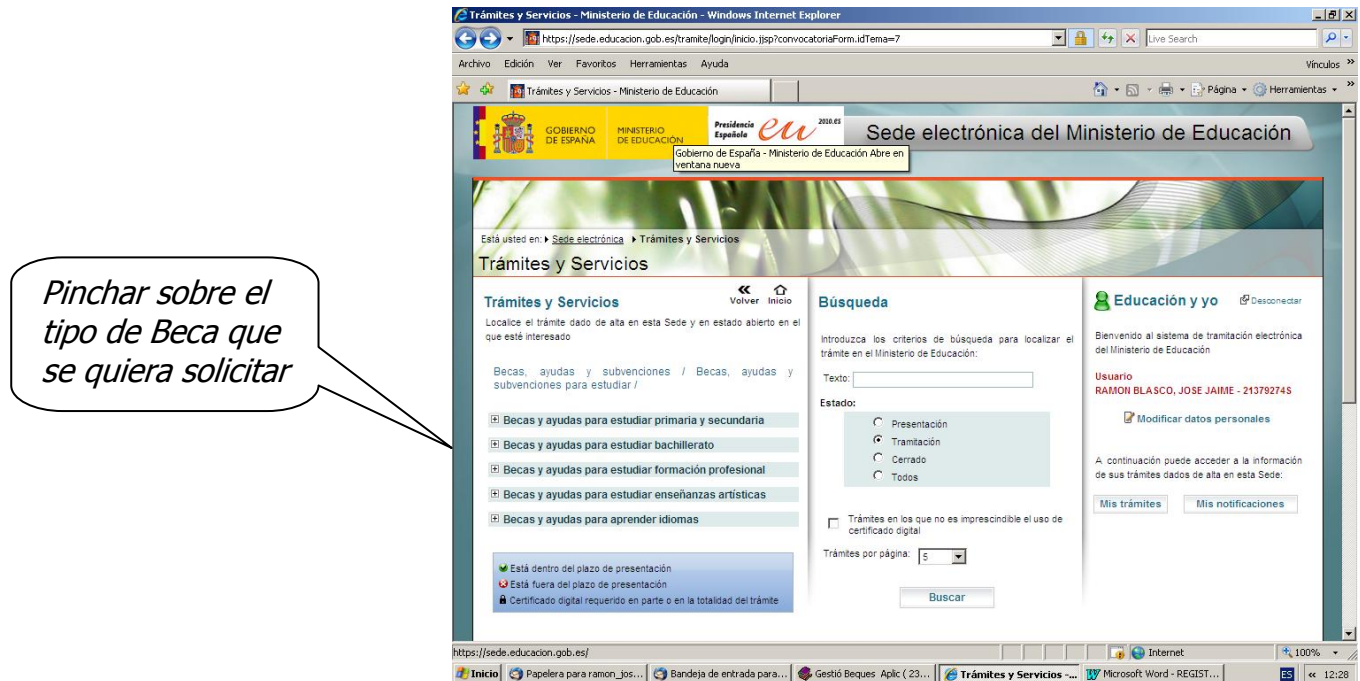 Pinchar sobre el
tipo de Beca que
se quiera solicitar
Trámites y Servicios - Ministerio de Educación - Windows Internet Explorer
https://sede.educacion.gob.es/tramite/login/inicio.jjsp?convocatoriaForm.idTema=7
Live Search
Archivo Edición Ver Favoritos Herramientas Ayuda
Vínculos »
Trámites y Servicios - Ministerio de Educación
Página Herramientas »
GOBIERNO
DE ESPAÑA
MINISTERIO
DE EDUCACIÓN
Presidencia
Española
eu
2010.es
Sede electrónica del Ministerio de Educación
Gobierno de España - Ministerio de Educación Abre en
ventana nueva
Está usted en: Sede electrónica Trámites y Servicios
Trámites y Servicios
Trámites y Servicios
Volver Inicio
Localice el trámite dado de alta en esta Sede y en estado abierto en el
que esté interesado
Becas, ayudas y subvenciones / Becas, ayudas y
subvenciones para estudiar /
Becas y ayudas para estudiar primaria y secundaria
Becas y ayudas para estudiar bachillerato
Becas y ayudas para estudiar formación profesional
Becas y ayudas para estudiar enseñanzas artísticas
Becas y ayudas para aprender idiomas
Está dentro del plazo de presentación
Está fuera del plazo de presentación
Certificado digital requerido en parte o en la totalidad del trámite
Búsqueda
Introduzca los criterios de búsqueda para localizar el
trámite en el Ministerio de Educación:
Texto:
Estado:
Presentación
Tramitación
Cerrado
Todos
Trámites en los que no es imprescindible el uso de
certificado digital
Trámites por página: 5
Buscar
Educación y yo Desconectar
Bienvenido al sistema de tramitación electrónica
del Ministerio de Educación
Usuario
RAMON BLASCO, JOSE JAIME - 21379274S
Modificar datos personales
A continuación puede acceder a la información
de sus trámites dados de alta en esta Sede:
Mis trámites Mis notificaciones
https://sede.educacion.gob.es/
Internet
100%
Inicio Papelera para ramon_jos... Bandeja de entrada para... Gestió Beques Aplic ( 23... Trámites y Servicios -... Microsoft Word - REGIST... ES « 12:28